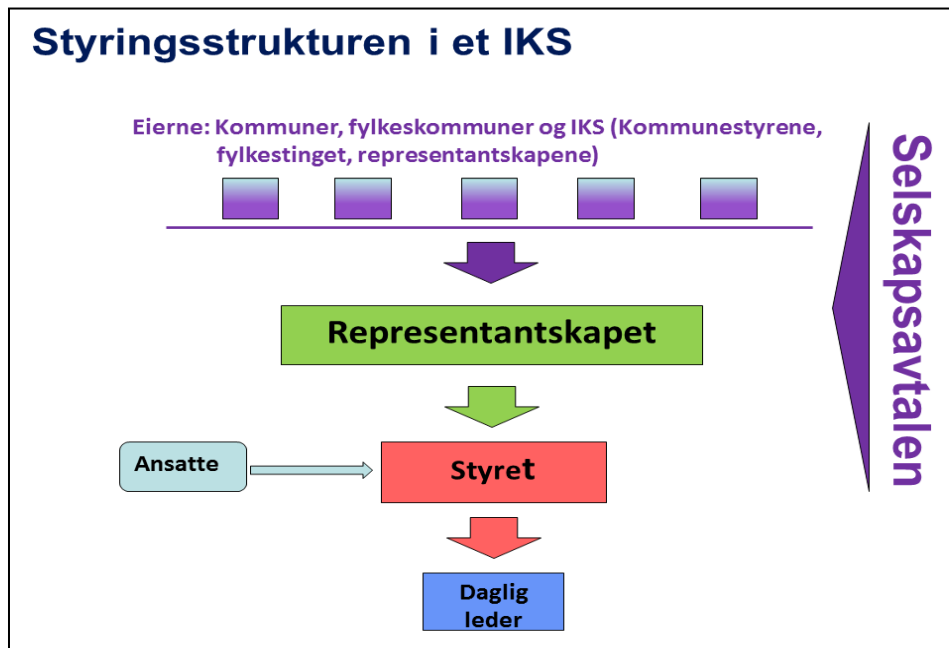 Styringsstrukturen i et IKS
Eierne: Kommuner, fylkeskommuner og IKS (Kommunestyrene,
fylkestinget, representantskapene)
Selskapsavtalen
Representantskapet
Ansatte
Styret
Daglig
leder